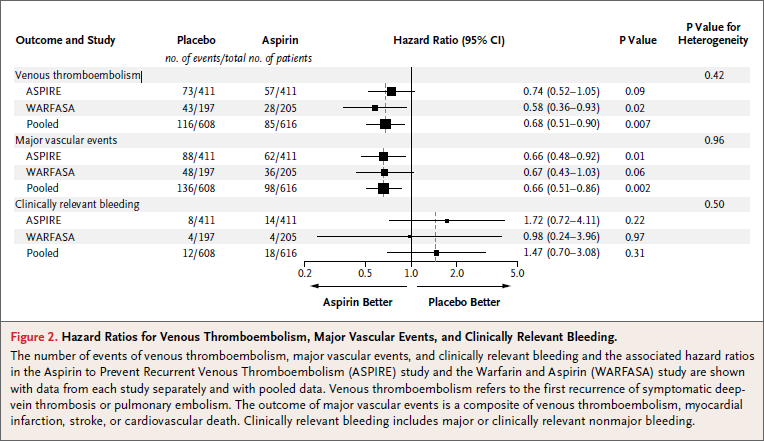 Outcome and Study Placebo Aspirin Hazard Ratio (95% CI) P Value P Value for Heterogeneity
no. of events/total no. of patients
Venous thromboembolism 0.42
ASPIRE 73/411 57/411 0.74 (0.52–1.05) 0.09
WARFASA 43/197 28/205 0.58 (0.36–0.93) 0.02
Pooled 116/608 85/616 0.68 (0.51–0.90) 0.007
Major vascular events 0.96
ASPIRE 88/411 62/411 0.66 (0.48–0.92) 0.01
WARFASA 48/197 36/205 0.67 (0.43–1.03) 0.06
Pooled 136/608 98/616 0.66 (0.51–0.86) 0.002
Clinically relevant bleeding 0.50
ASPIRE 8/411 14/411 1.72 (0.72–4.11) 0.22
WARFASA 4/197 4/205 0.98 (0.24–3.96) 0.97
Pooled 12/608 18/616 1.47 (0.70–3.08) 0.31
0.2 0.5 1.0 2.0 5.0
Aspirin Better Placebo Better
Figure 2. Hazard Ratios for Venous Thromboembolism, Major Vascular Events, and Clinically Relevant Bleeding.
The number of events of venous thromboembolism, major vascular events, and clinically relevant bleeding and the associated hazard ratios
in the Aspirin to Prevent Recurrent Venous Thromboembolism (ASPIRE) study and the Warfarin and Aspirin (WARFASA) study are shown
with data from each study separately and with pooled data. Venous thromboembolism refers to the first recurrence of symptomatic deep-
vein thrombosis or pulmonary embolism. The outcome of major vascular events is a composite of venous thromboembolism, myocardial
infarction, stroke, or cardiovascular death. Clinically relevant bleeding includes major or clinically relevant nonmajor bleeding.